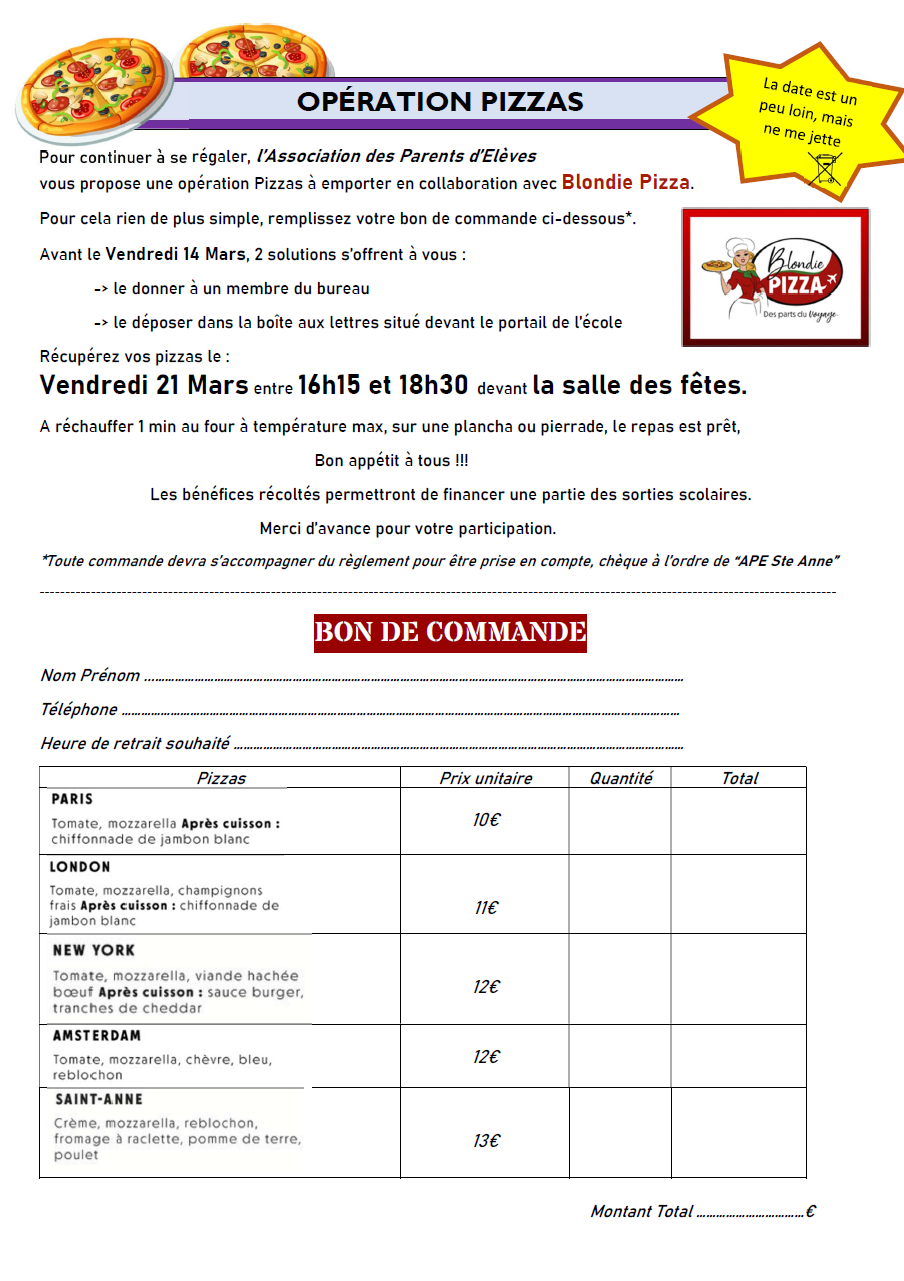 OPÉRATION PIZZAS
La date est un
peu loin, mais
ne me jette
Pour continuer à se régaler, l'Association des Parents d'Elèves
vous propose une opération Pizzas à emporter en collaboration avec Blondie Pizza.
Pour cela rien de plus simple, remplissez votre bon de commande ci-dessous*.
Avant le Vendredi 14 Mars, 2 solutions s'offrent à vous :
-> le donner à un membre du bureau
-> le déposer dans la boîte aux lettres situé devant le portail de l'école
Blondie
PIZZA
Des parts du Voyage
Récupérez vos pizzas le :
Vendredi 21 Mars entre 16h15 et 18h30 devant la salle des fêtes.
A réchauffer 1 min au four à température max, sur une plancha ou pierrade, le repas est prêt,
Bon appétit à tous !!!
Les bénéfices récoltés permettront de financer une partie des sorties scolaires.
Merci d'avance pour votre participation.
*Toute commande devra s'accompagner du règlement pour être prise en compte, chèque à l'ordre de “APE Ste Anne”
BON DE COMMANDE
Nom Prénom ………………………………………………………………………………
Téléphone ………………………………………………………………………………
Heure de retrait souhaité ………………………………………………………………
Pizzas Prix unitaire Quantité Total
PARIS
Tomate, mozzarella Après cuisson :
chiffonnade de jambon blanc
10€
LONDON
Tomate, mozzarella, champignons
frais Après cuisson : chiffonnade de
jambon blanc
11€
NEW YORK
Tomate, mozzarella, viande hachée
bœuf Après cuisson : sauce burger,
tranches de cheddar
12€
AMSTERDAM
Tomate, mozzarella, chèvre, bleu,
reblochon
12€
SAINT-ANNE
Crème, mozzarella, reblochon,
fromage à raclette, pomme de terre,
poulet
13€
Montant Total ……………………………€